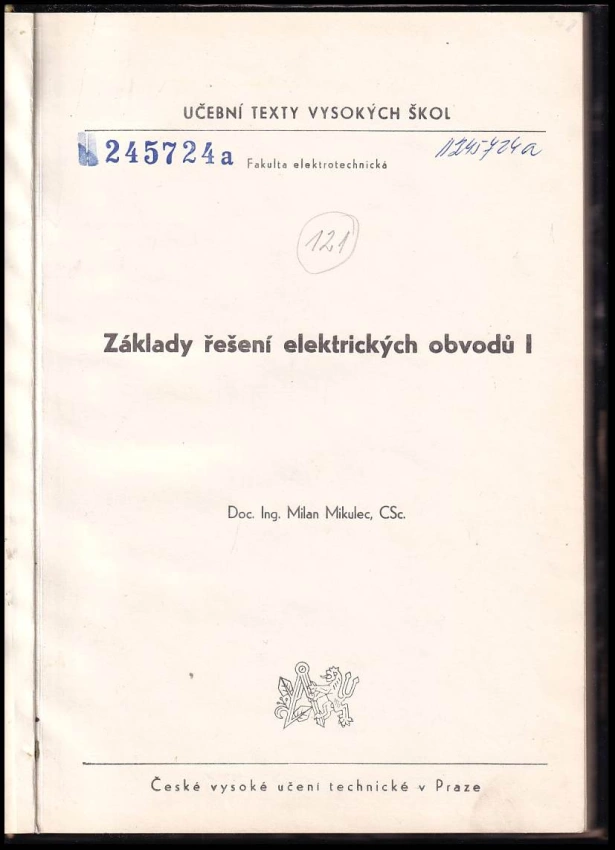 UČEBNÍ TEXTY VYSOKÝCH ŠKOL
245724a
11245724a
Fakulta elektrotechnická
121
Základy řešení elektrických obvodů I
Doc. Ing. Milan Mikulec, CSc.
České vysoké učení technické v Praze